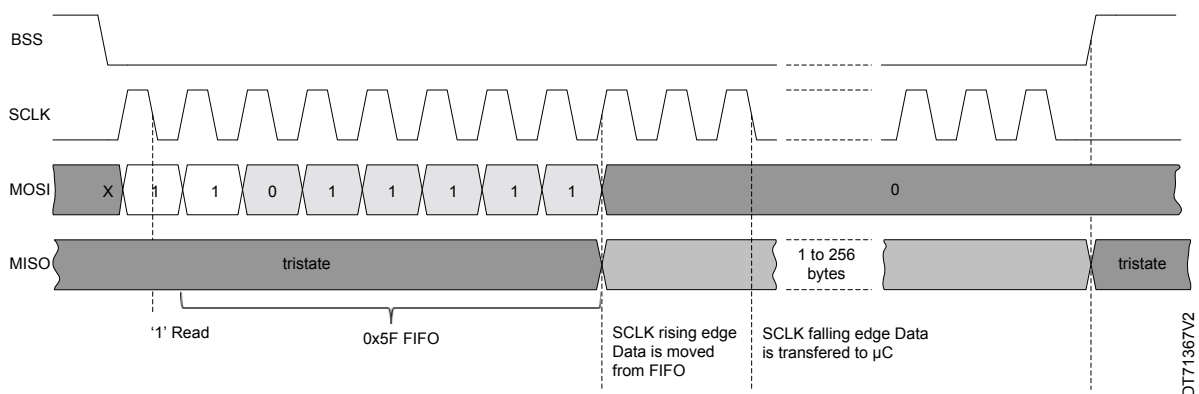 BSS
SCLK
MOSI X 1 1 0 1 1 1 1 1 0
MISO tristate 1 to 256
bytes tristate
‘1’ Read
0x5F FIFO
SCLK rising edge
Data is moved
from FIFO
SCLK falling edge Data
is transfered to µC
DT71367V2